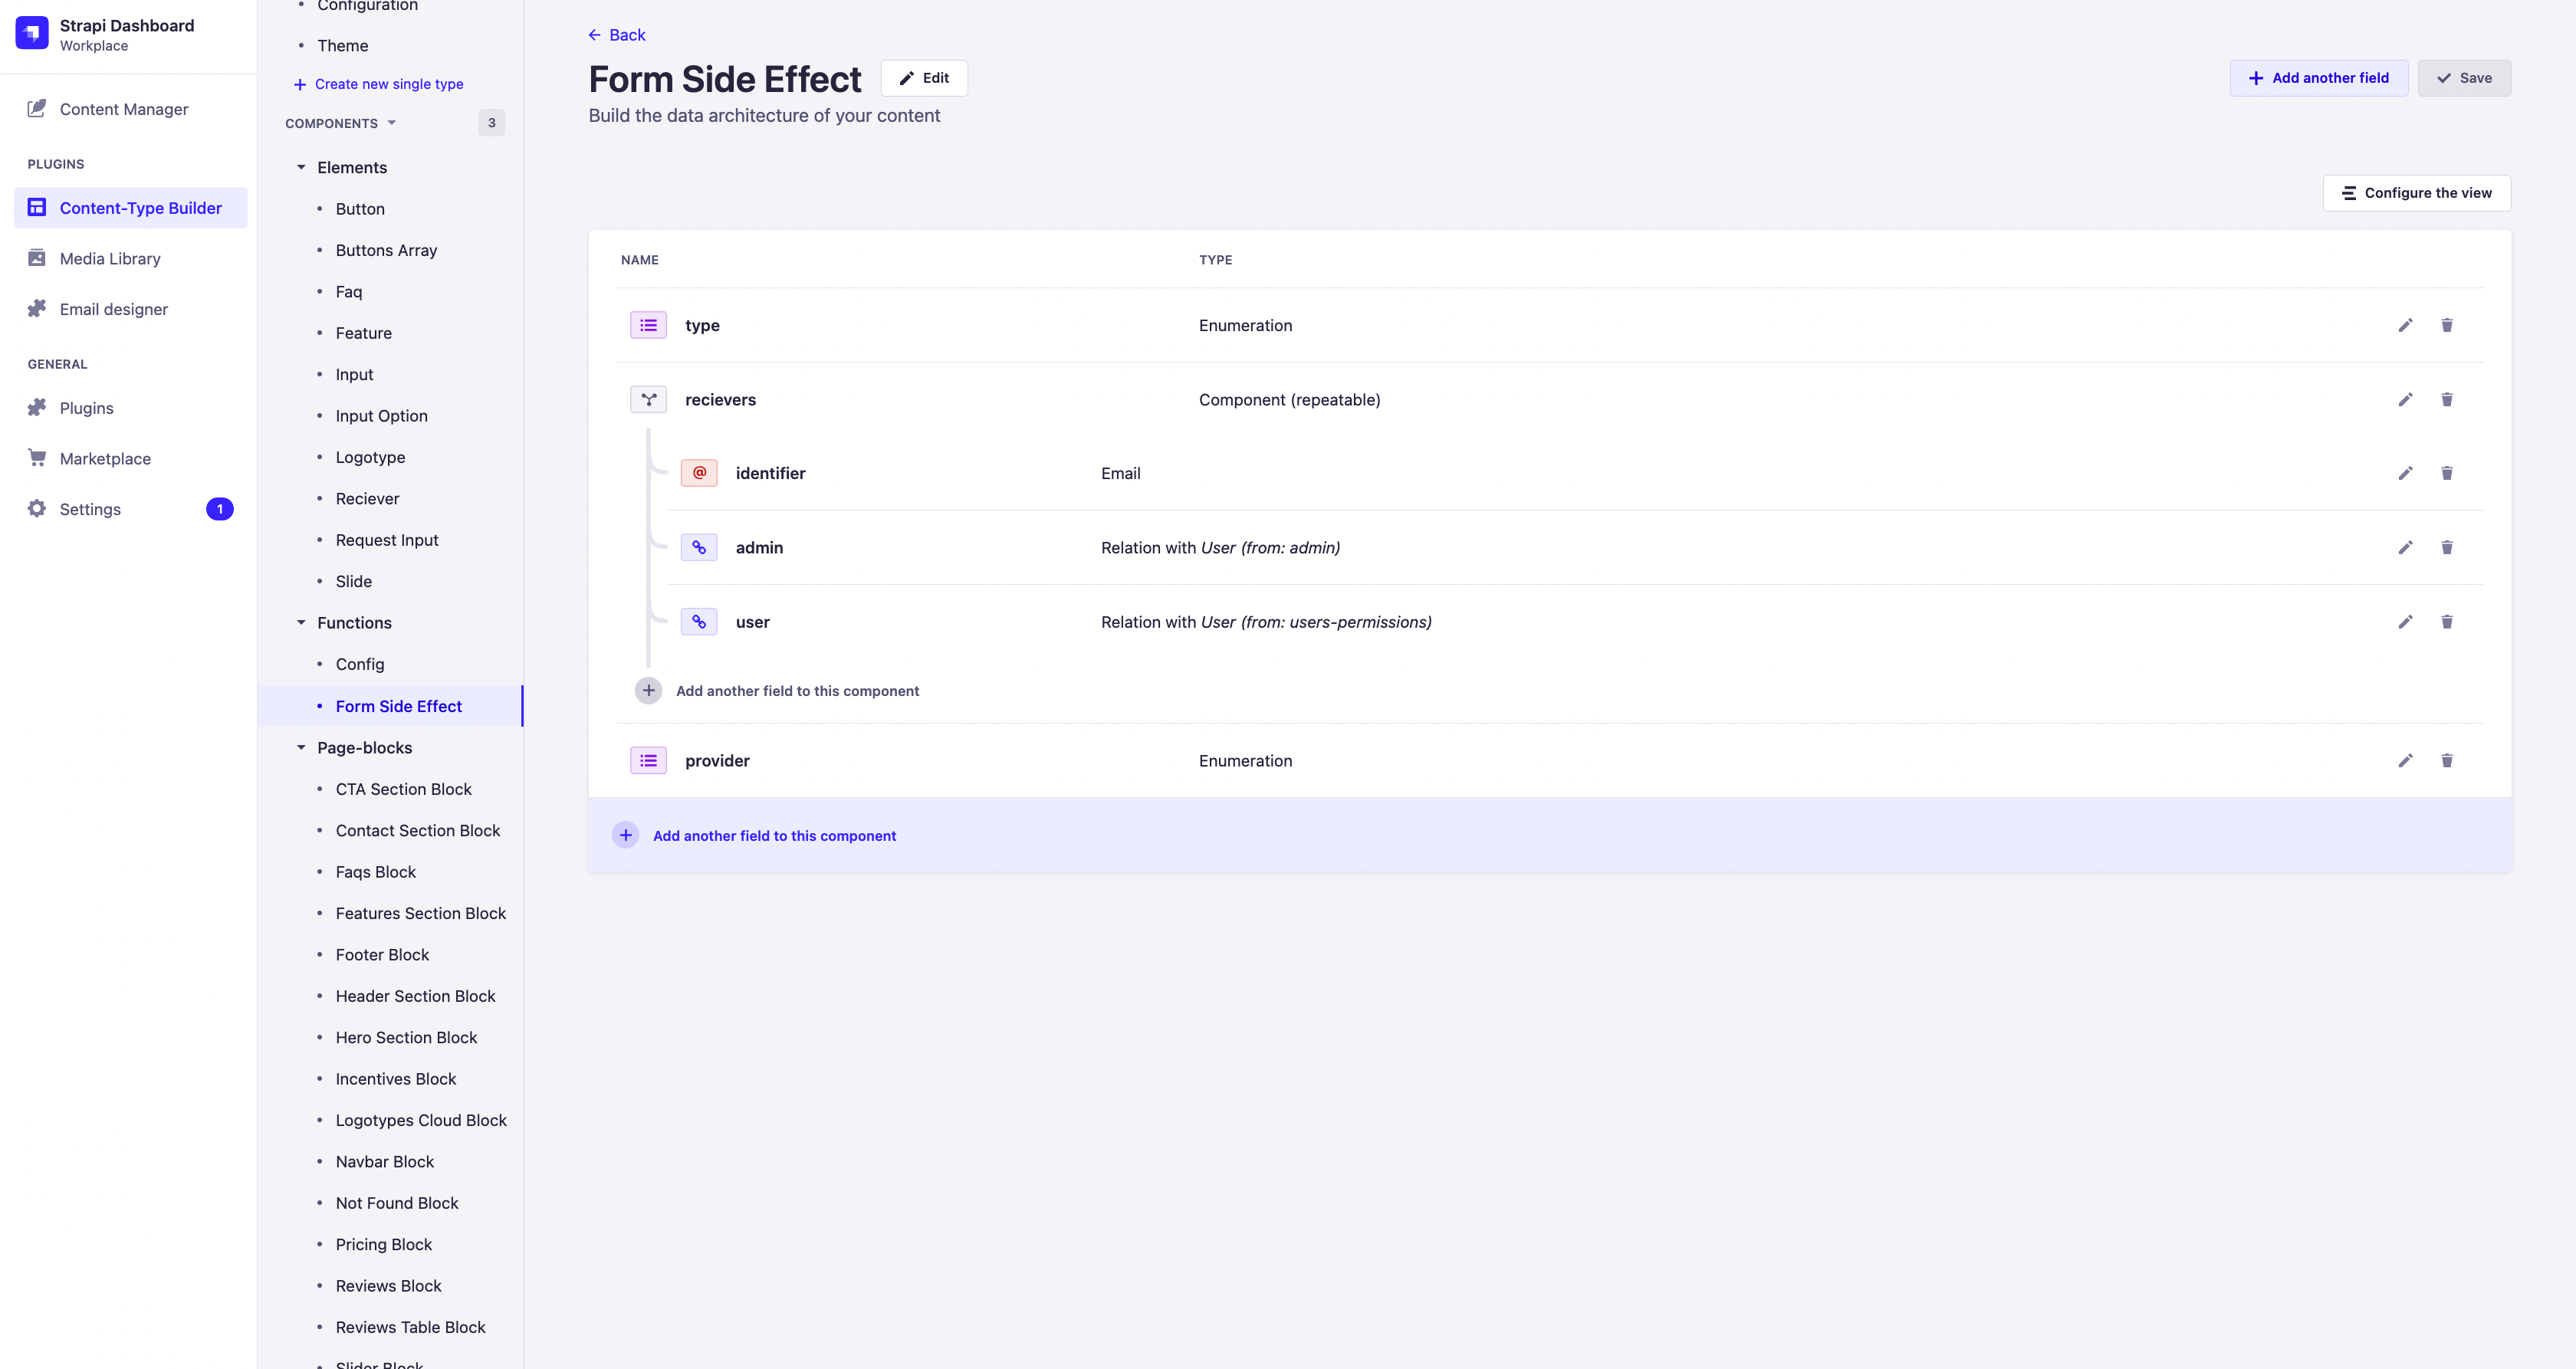 Strapi Dashboard
Workplace
Content Manager
PLUGINS
Content-Type Builder
Media Library
Email designer
GENERAL
Plugins
Marketplace
Settings
1
Configuration
Theme
Create new single type
COMPONENTS
3
Elements
Button
Buttons Array
Faq
Feature
Input
Input Option
Logotype
Reciever
Request Input
Slide
Functions
Config
Form Side Effect
Page-blocks
CTA Section Block
Contact Section Block
Faqs Block
Features Section Block
Footer Block
Header Section Block
Hero Section Block
Incentives Block
Logotypes Cloud Block
Navbar Block
Not Found Block
Pricing Block
Reviews Block
Reviews Table Block
Slider Block
Back
Form Side Effect
Edit
Add another field
Save
Build the data architecture of your content
Configure the view
NAME TYPE
type Enumeration
recievers Component (repeatable)
@ identifier Email
admin Relation with User (from: admin)
user Relation with User (from: users-permissions)
Add another field to this component
provider Enumeration
Add another field to this component